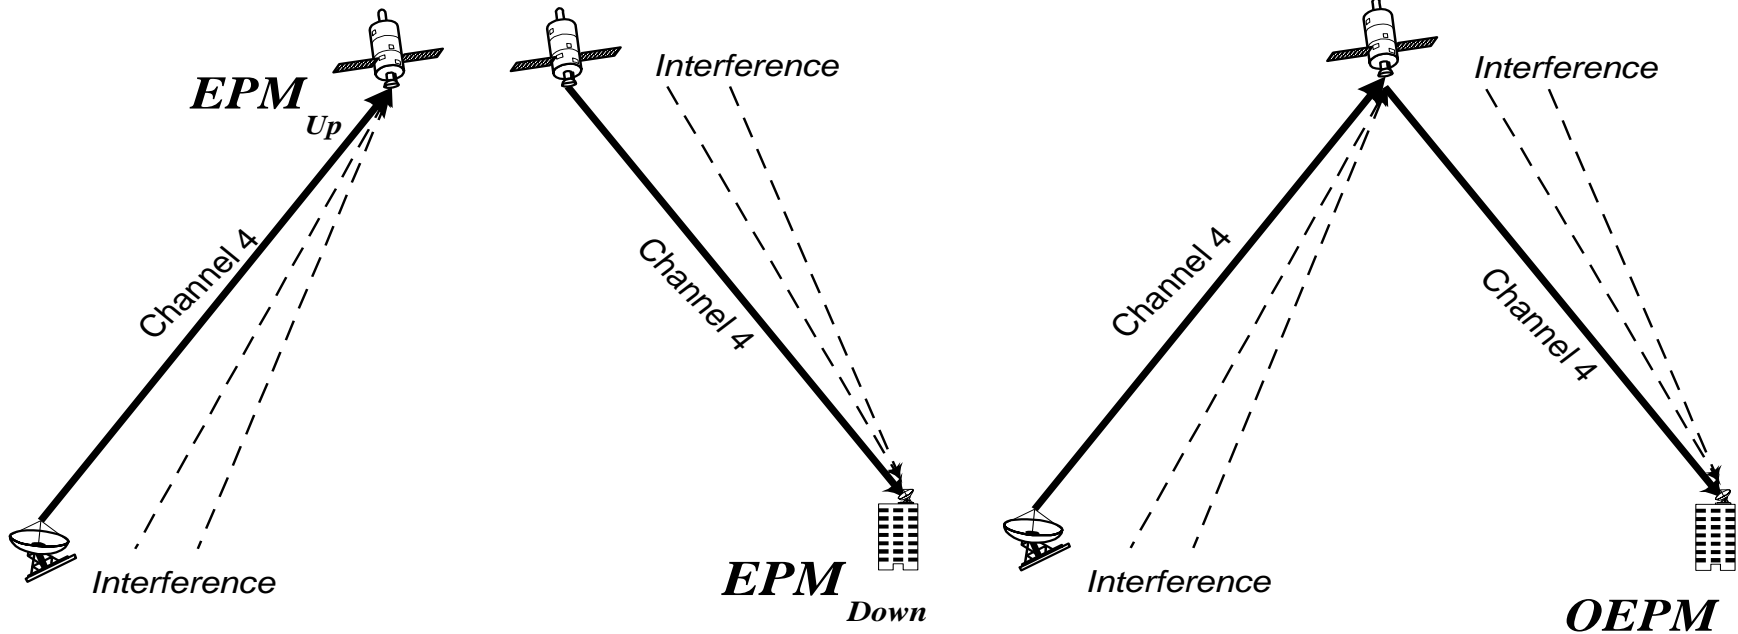 EPM
Up
Channel 4
Interference
Interference
Channel 4
EPM
Down
Interference
Channel 4
Channel 4
Interference
OEPM